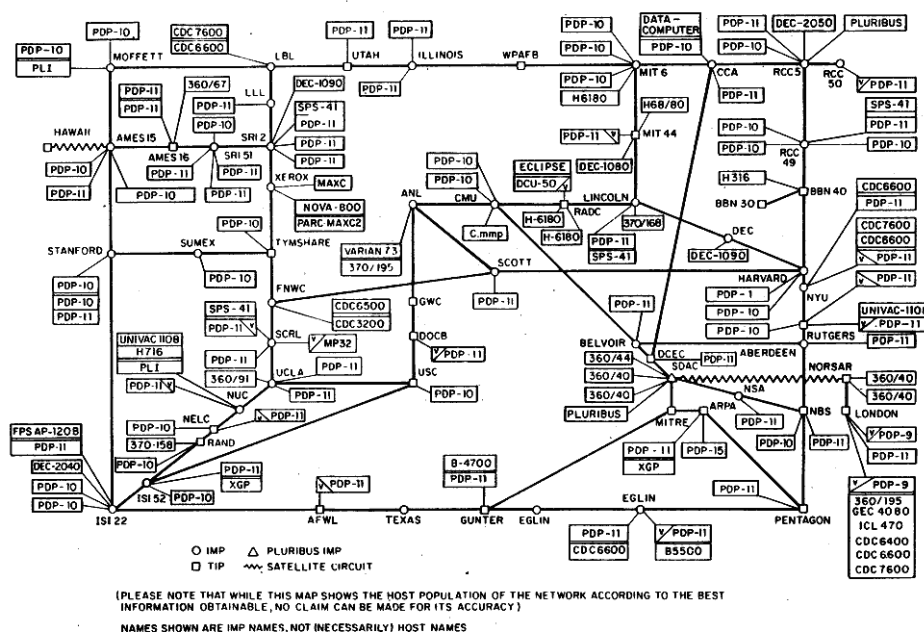 PDP-10
PLI
PDP-10
MOFFETT
CDC7600
CDC6600
LBL
PDP-11
UTAH
PDP-11
ILLINOIS
PDP-11
WPAFB
PDP-10
PDP-10
PDP-10
H6180
MIT 6
DATA-
COMPUTER
PDP-10
CCA
PDP-11
PDP-11
PDP-10
DEC-2050
PLURIBUS
RCC5
RCC
50
PDP-11
LLL
HAWAII
AMES15
PDP-10
PDP-11
PDP-10
PDP-11
PDP-11
360/67
AMES 16
PDP-11
PDP-10
PDP-11
SRI 51
PDP-11
SRI 2
DEC-1090
SPS-41
PDP-11
PDP-11
PDP-11
XEROX
MAXC
NOVA-800
PARC-MAXC2
PDP-11
H68/80
MIT 44
DEC-1080
SPS-41
PDP-11
PDP-10
PDP-10
PDP-10
RCC
49
H316
BBN 40
BBN 30
PDP-10
PDP-10
CMU
C.mmp
ANL
VARIAN 73
370/195
ECLIPSE
DCU-50
RADC
H-6180
H-6180
LINCOLN
370/168
PDP-11
SPS-41
DEC
DEC-1090
CDC6600
PDP-11
CDC7600
CDC6600
PDP-11
PDP-11
HARVARD
PDP-1
PDP-11
PDP-10
NYU
STANFORD
PDP-10
PDP-10
PDP-11
SUMEX
PDP-10
PDP-10
TYMSHARE
SCOTT
PDP-11
FNWC
CDC6500
CDC3200
GWC
DOCB
PDP-11
SPS-41
PDP-11
SCRL
MP32
PDP-11
360/91
UCLA
PDP-11
PDP-11
USC
PDP-10
UNIVAC 1108
H716
PLI
PDP-11
NUC
NELC
PDP-10
PDP-11
370-158
RAND
PDP-10
PDP-11
BELVOIR
360/44
360/40
360/40
PLURIBUS
DCEC
PDP-11
SDAC
ABERDEEN
UNIVAC-1108
PDP-11
RUTGERS
PDP-11
NORSAR
360/40
360/40
NSA
PDP-11
MITRE
ARPA
PDP-11
XGP
PDP-15
NBS
PDP-10
PDP-11
LONDON
PDP-9
PDP-11
PDP-9
360/195
GEC 4080
ICL 470
CDC6400
CDC6600
CDC7600
FPS AP-120B
PDP-11
DEC-2040
PDP-10
PDP-10
ISI 22
ISI 52
PDP-11
XGP
PDP-10
PDP-11
AFWL
TEXAS
B-4700
PDP-11
GUNTER
EGLIN
EGLIN
PDP-11
CDC6600
PDP-11
B5500
PDP-11
PENTAGON
IMP
PLURIBUS IMP
TIP
SATELLITE CIRCUIT
(PLEASE NOTE THAT WHILE THIS MAP SHOWS THE HOST POPULATION OF THE NETWORK ACCORDING TO THE BEST
INFORMATION OBTAINABLE, NO CLAIM CAN BE MADE FOR ITS ACCURACY)
NAMES SHOWN ARE IMP NAMES, NOT (NECESSARILY) HOST NAMES